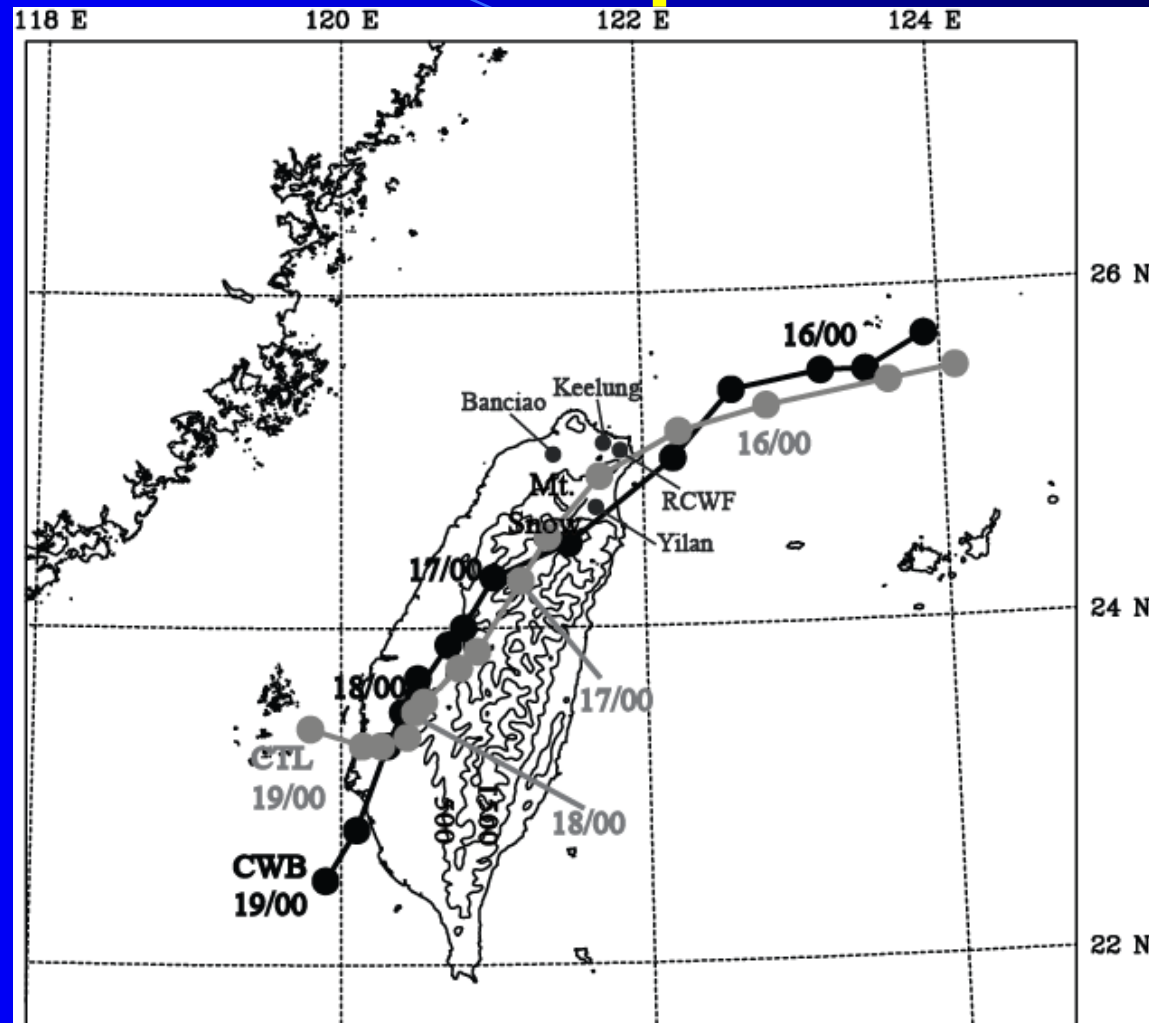 118 E
120 E
122 E
124 E
26 N
16/00
Keelung
Banciao
16/00
Mt.
RCWF
Snow
Yilan
17/00
24 N
18/00
17/00
CTL
19/00
500
1500
18/00
CWB
19/00
22 N